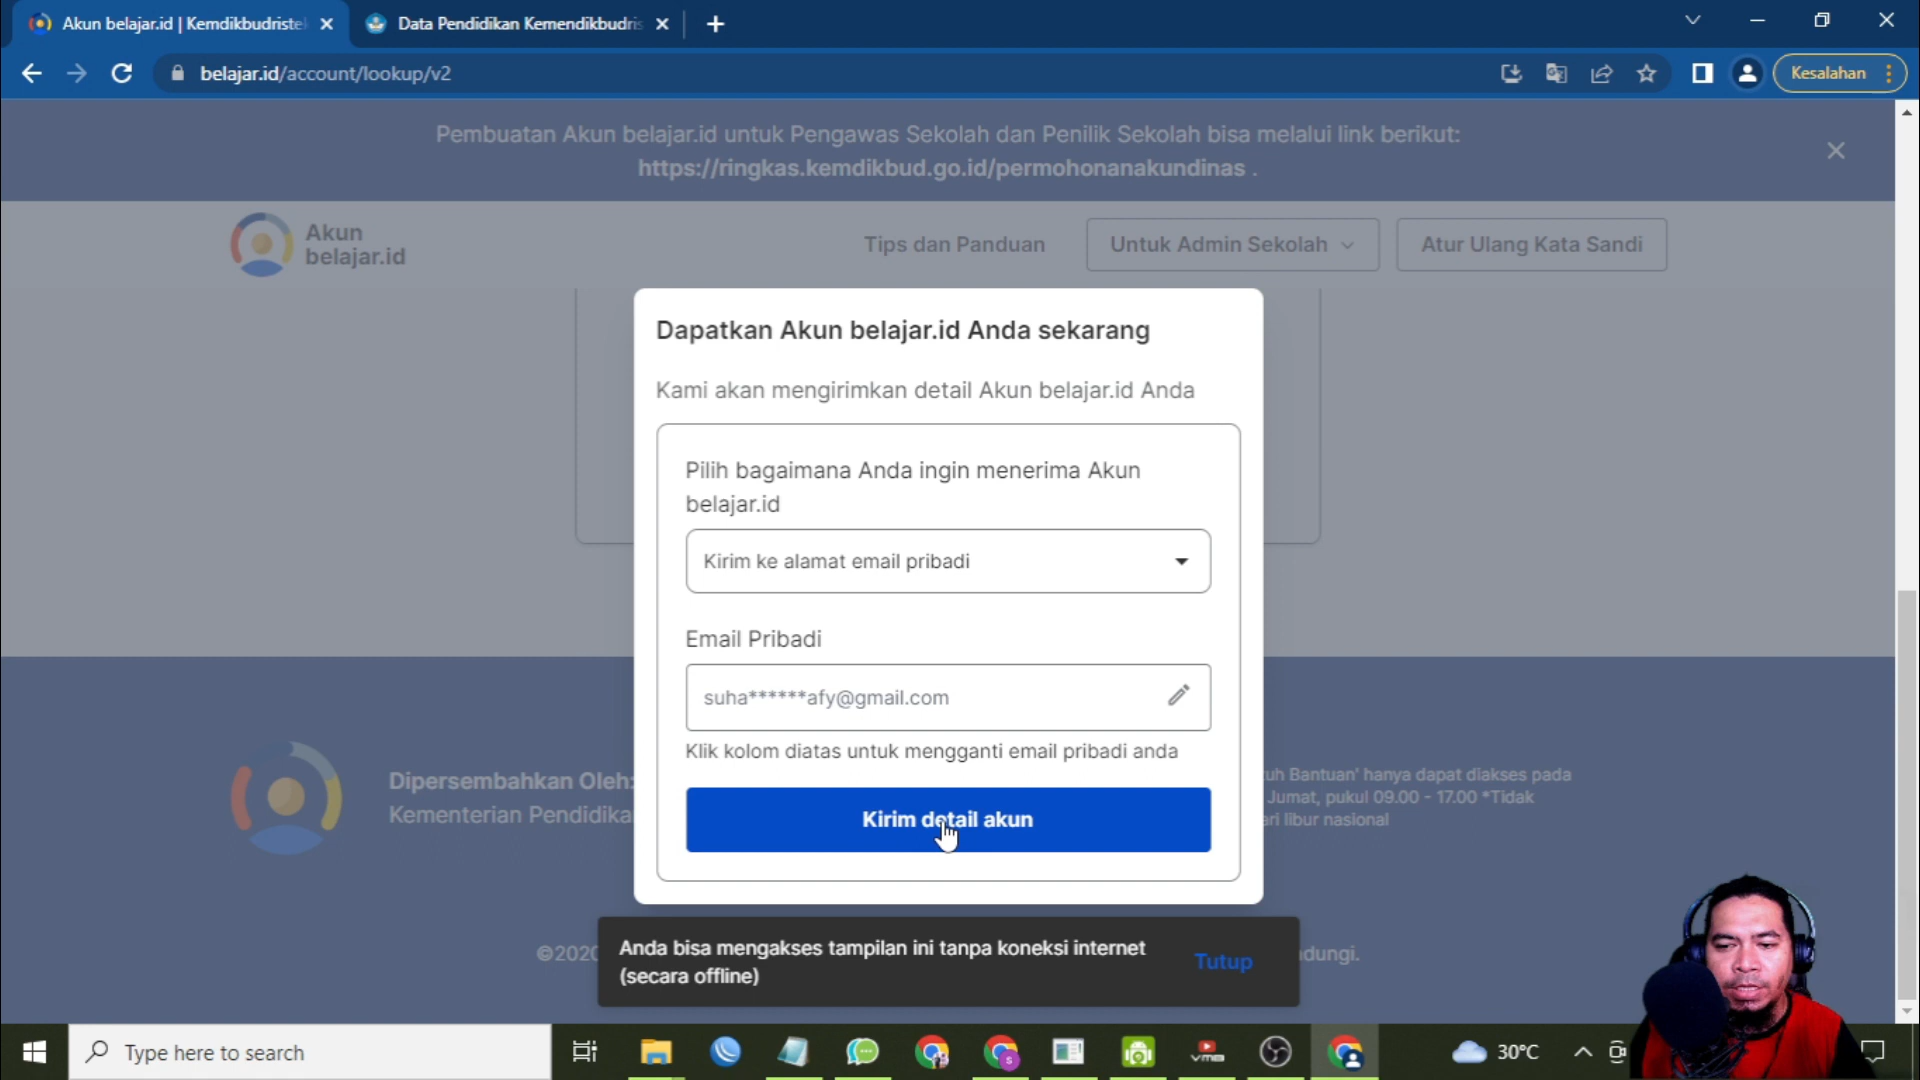 Akun belajar.id | Kemdikbudriste
Data Pendidikan Kemendikbudris
belajar.id/account/lookup/v2
Kesalahan
Pembuatan Akun belajar.id untuk Pengawas Sekolah dan Penilik Sekolah bisa melalui link berikut:
https://ringkas.kemdikbud.go.id/permohonanakundinas .
Akun
belajar.id
Tips dan Panduan
Untuk Admin Sekolah
Atur Ulang Kata Sandi
Dapatkan Akun belajar.id Anda sekarang
Kami akan mengirimkan detail Akun belajar.id Anda
Pilih bagaimana Anda ingin menerima Akun
belajar.id
Kirim ke alamat email pribadi
Email Pribadi
suha******afy@gmail.com
Klik kolom diatas untuk mengganti email pribadi anda
Kirim detail akun
Dipersembahkan Oleh:
Kementerian Pendidika
uh Bantuan' hanya dapat diakses pada
Jumat, pukul 09.00 - 17.00 *Tidak
ari libur nasional
©2020
dungi.
Anda bisa mengakses tampilan ini tanpa koneksi internet
(secara offline)
Tutup
Type here to search
30°C